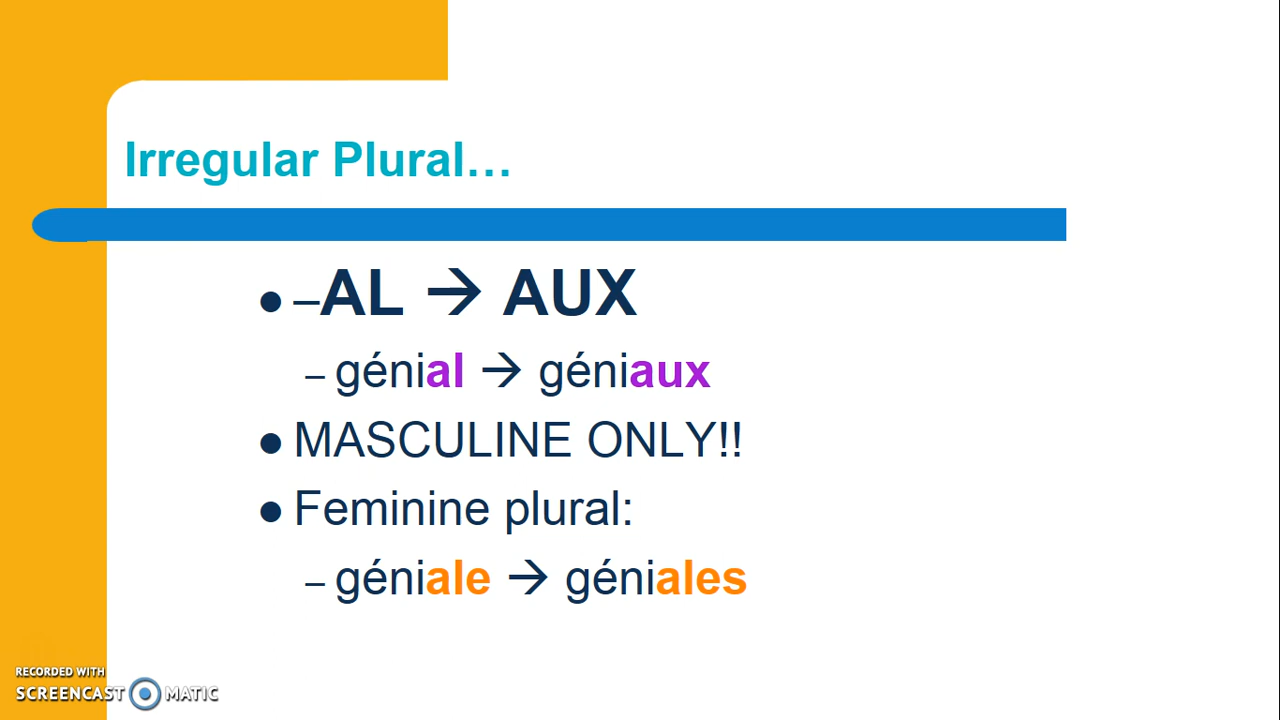 Irregular Plural…
● –AL → AUX
– génial → géniaux
● MASCULINE ONLY!!
● Feminine plural:
– géniale → géniales
RECORDED WITH
SCREENCAST MATIC